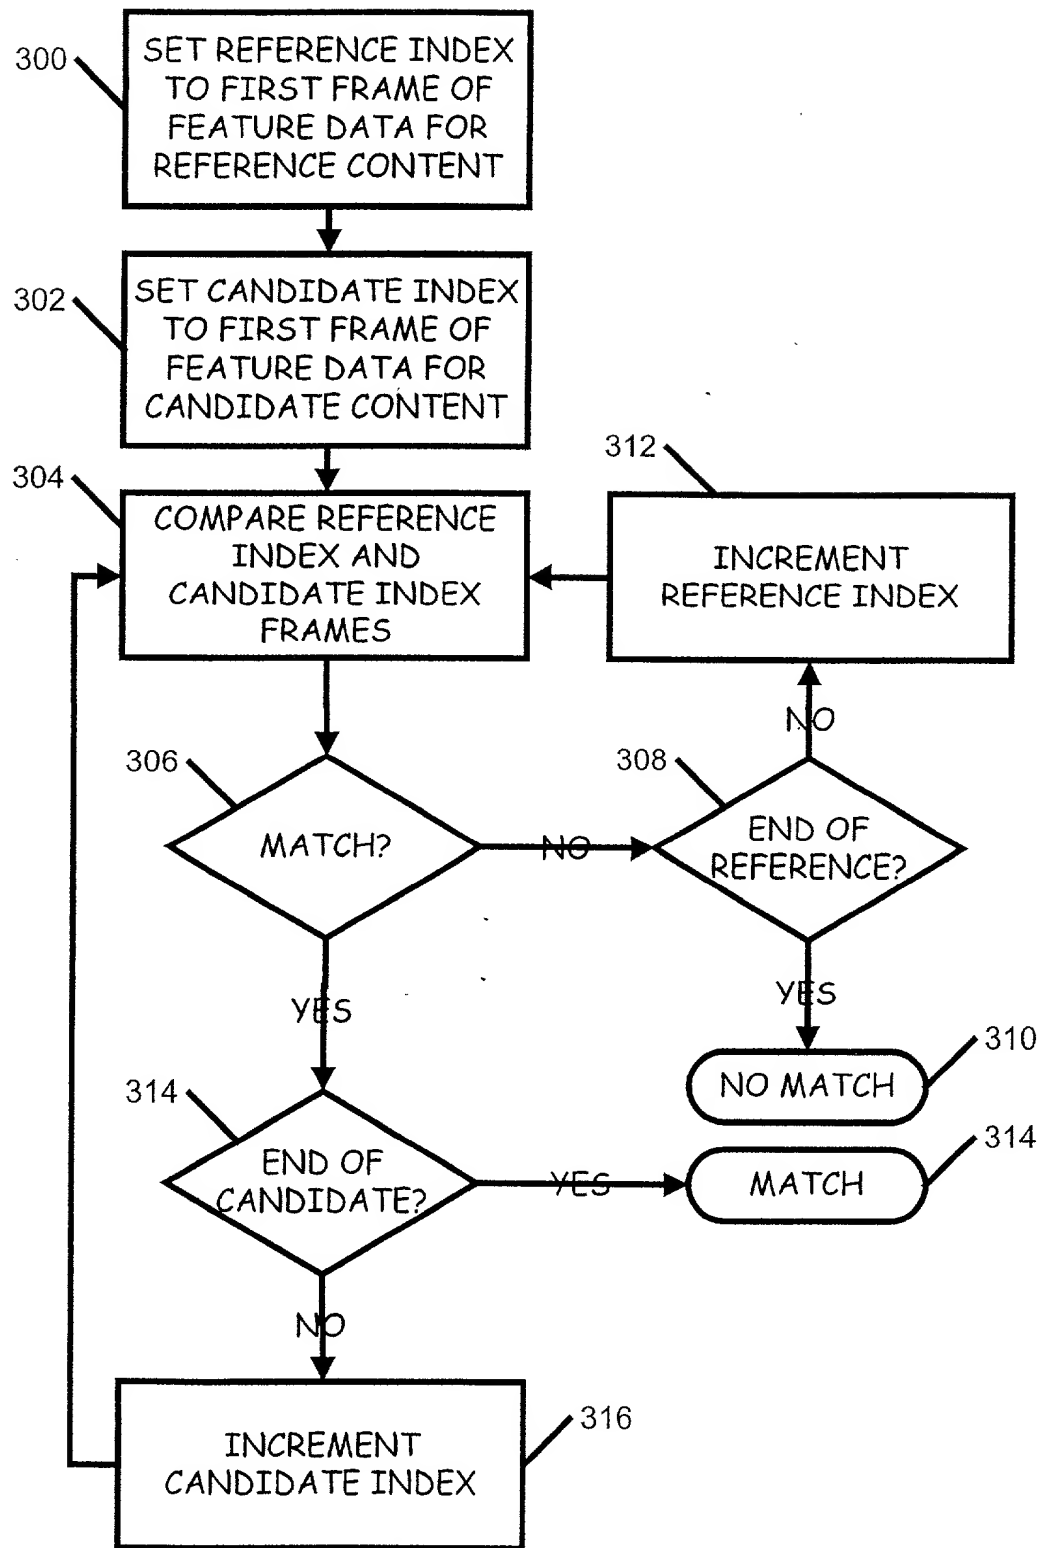 300
SET REFERENCE INDEX
TO FIRST FRAME OF
FEATURE DATA FOR
REFERENCE CONTENT
302
SET CANDIDATE INDEX
TO FIRST FRAME OF
FEATURE DATA FOR
CANDIDATE CONTENT
304
COMPARE REFERENCE
INDEX AND
CANDIDATE INDEX
FRAMES
312
INCREMENT
REFERENCE INDEX
NO
306
MATCH?
NO
308
END OF
REFERENCE?
YES
YES
310
NO MATCH
314
END OF
CANDIDATE?
YES
314
MATCH
NO
316
INCREMENT
CANDIDATE INDEX